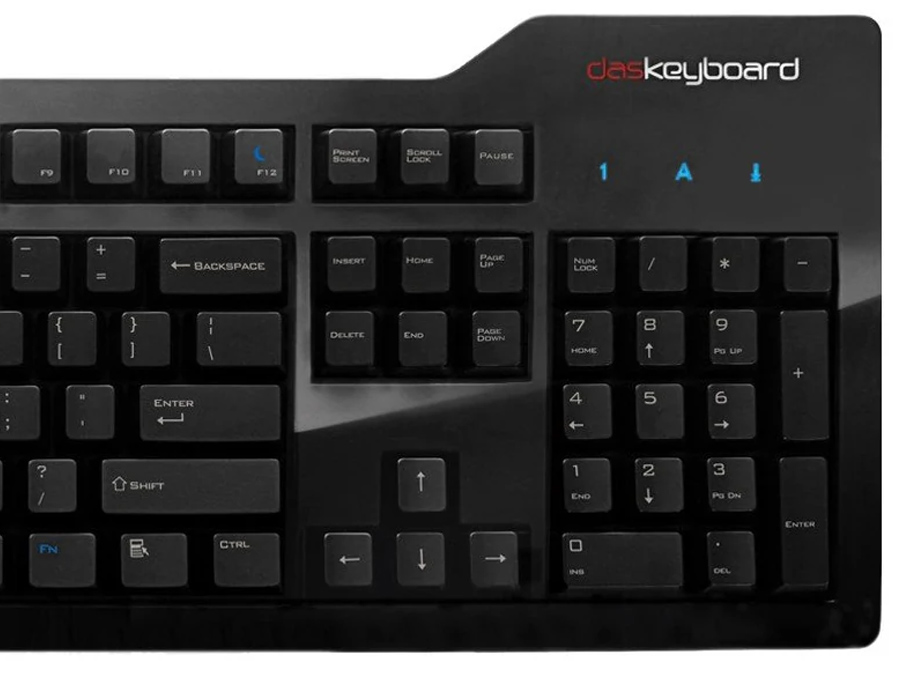 daskeyboard
F9
F10
F11
F12
PRINT
SCREEN
SCROLL
LOCK
PAUSE
1
A
_
-
+
=
← BACKSPACE
INSERT
HOME
PAGE
UP
NUM
LOCK
/
*
-
{
[
}
]
¦
\
DELETE
END
PAGE
DOWN
7
HOME
8
↑
9
PG UP
+
:
;
"
'
ENTER
↵
4
←
5
6
→
?
/
⇧ SHIFT
↑
1
END
2
↓
3
PG DN
ENTER
FN
CTRL
←
↓
→
0
INS
.
DEL